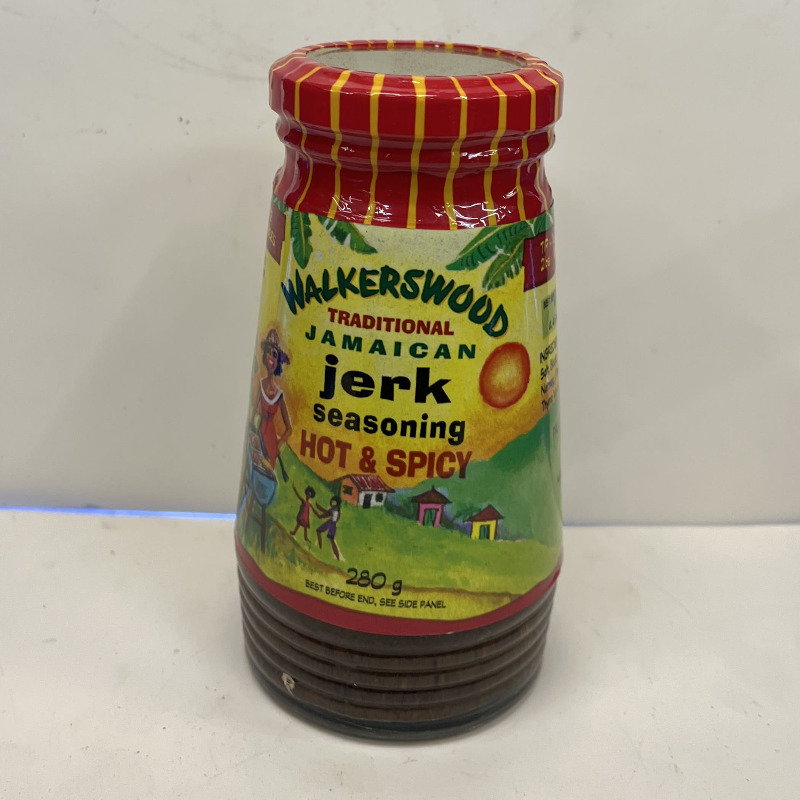 WALKERSWOOD
TRADITIONAL
JAMAICAN
jerk
seasoning
HOT & SPICY
280 g
BEST BEFORE END, SEE SIDE PANEL